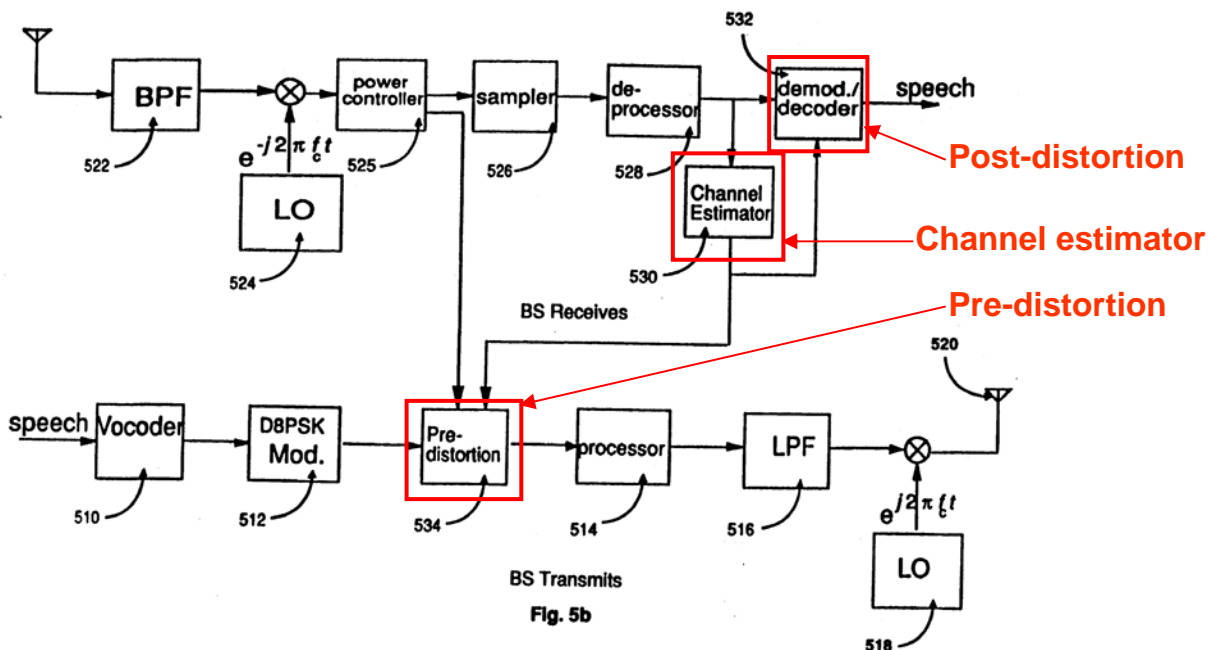 532
BPF
power
controller
sampler
de-
processor
demod./
decoder
speech
522
e^-j2πf_ct
525
526
528
Post-distortion
LO
Channel
Estimator
Channel estimator
524
530
BS Receives
Pre-distortion
520
speech
Vocoder
D8PSK
Mod.
Pre-
distortion
processor
LPF
510
512
534
514
516
e^j2πf_ct
LO
BS Transmits
Fig. 5b
518